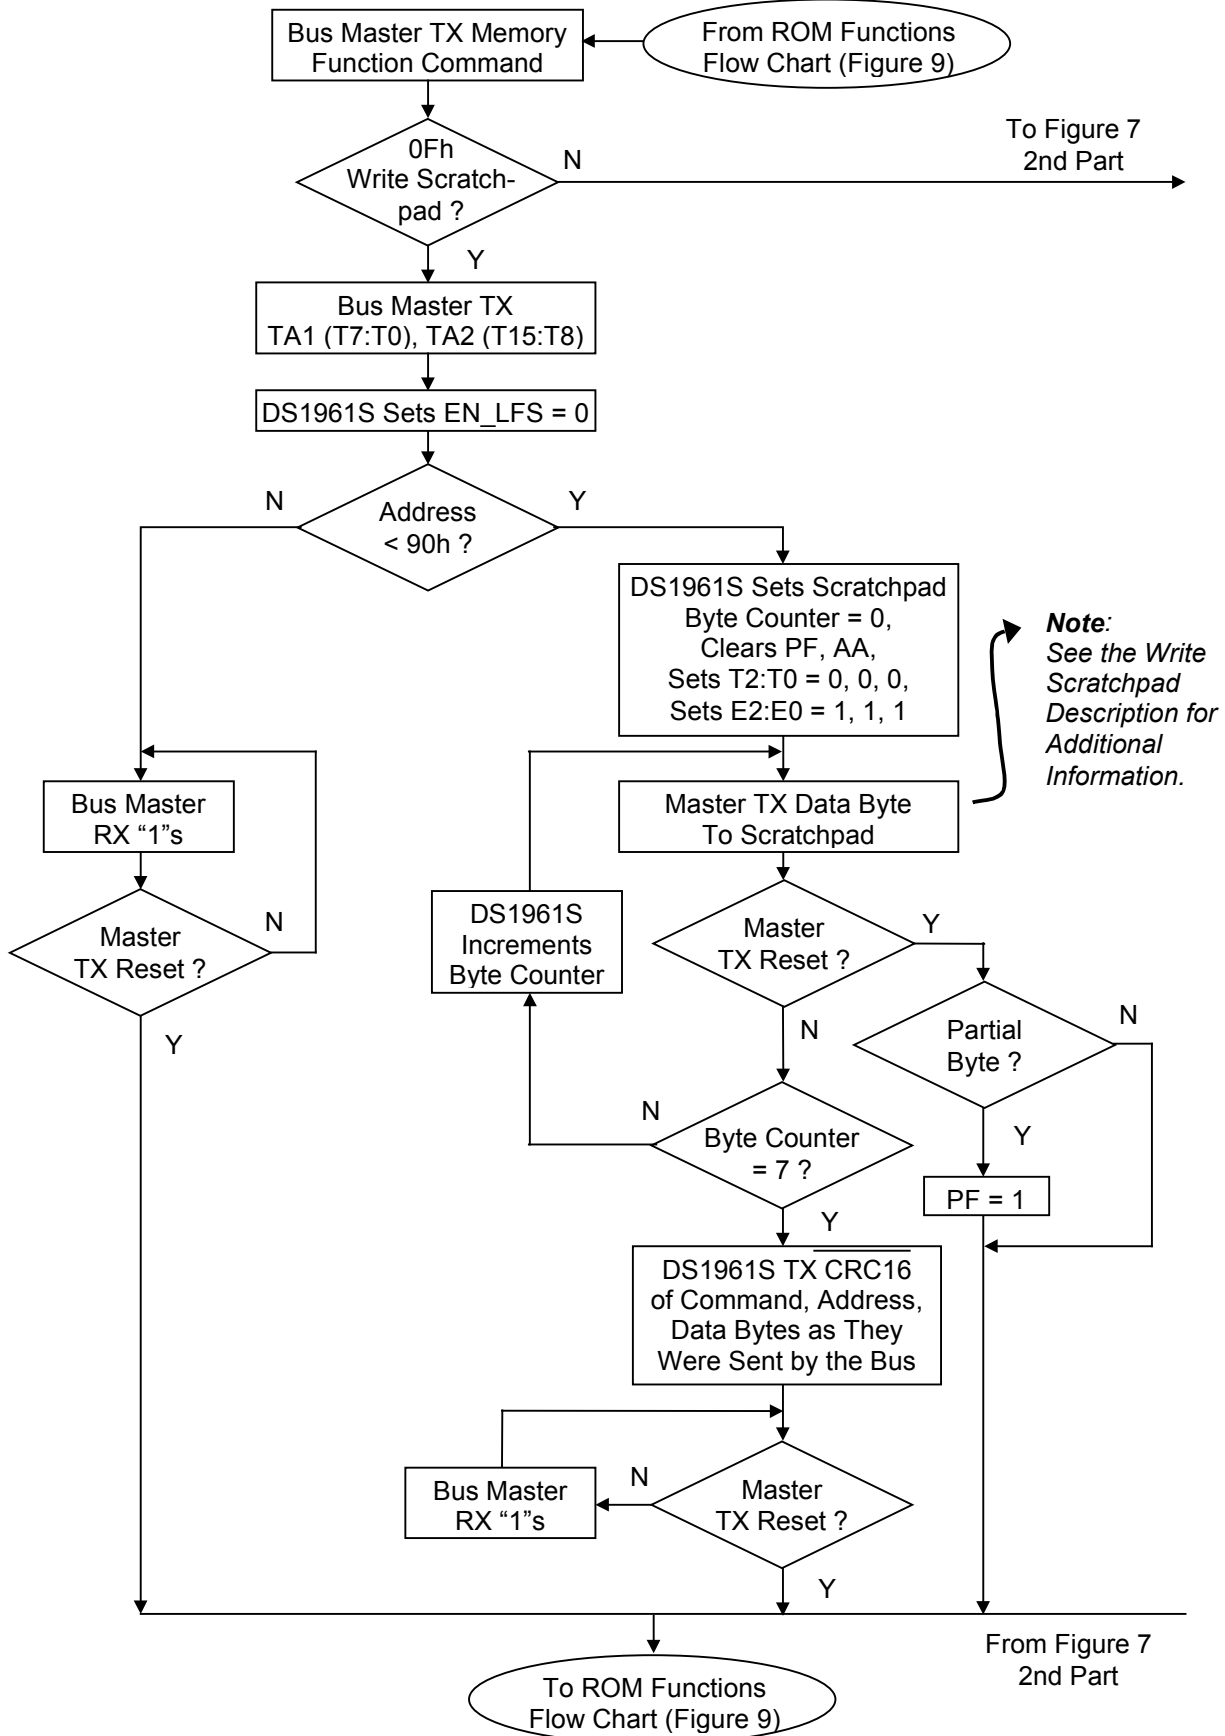 Bus Master TX Memory
Function Command
From ROM Functions
Flow Chart (Figure 9)
To Figure 7
2nd Part
0Fh
Write Scratch-
pad ?
N
Y
Bus Master TX
TA1 (T7:T0), TA2 (T15:T8)
DS1961S Sets EN_LFS = 0
Address
< 90h ?
N
Y
DS1961S Sets Scratchpad
Byte Counter = 0,
Clears PF, AA,
Sets T2:T0 = 0, 0, 0,
Sets E2:E0 = 1, 1, 1
Note:
See the Write
Scratchpad
Description for
Additional
Information.
Bus Master
RX “1”s
Master TX Data Byte
To Scratchpad
Master
TX Reset ?
N
Y
DS1961S
Increments
Byte Counter
Master
TX Reset ?
Y
N
Partial
Byte ?
N
Y
Byte Counter
= 7 ?
N
Y
PF = 1
DS1961S TX CRC16
of Command, Address,
Data Bytes as They
Were Sent by the Bus
Bus Master
RX “1”s
N
Master
TX Reset ?
Y
From Figure 7
2nd Part
To ROM Functions
Flow Chart (Figure 9)